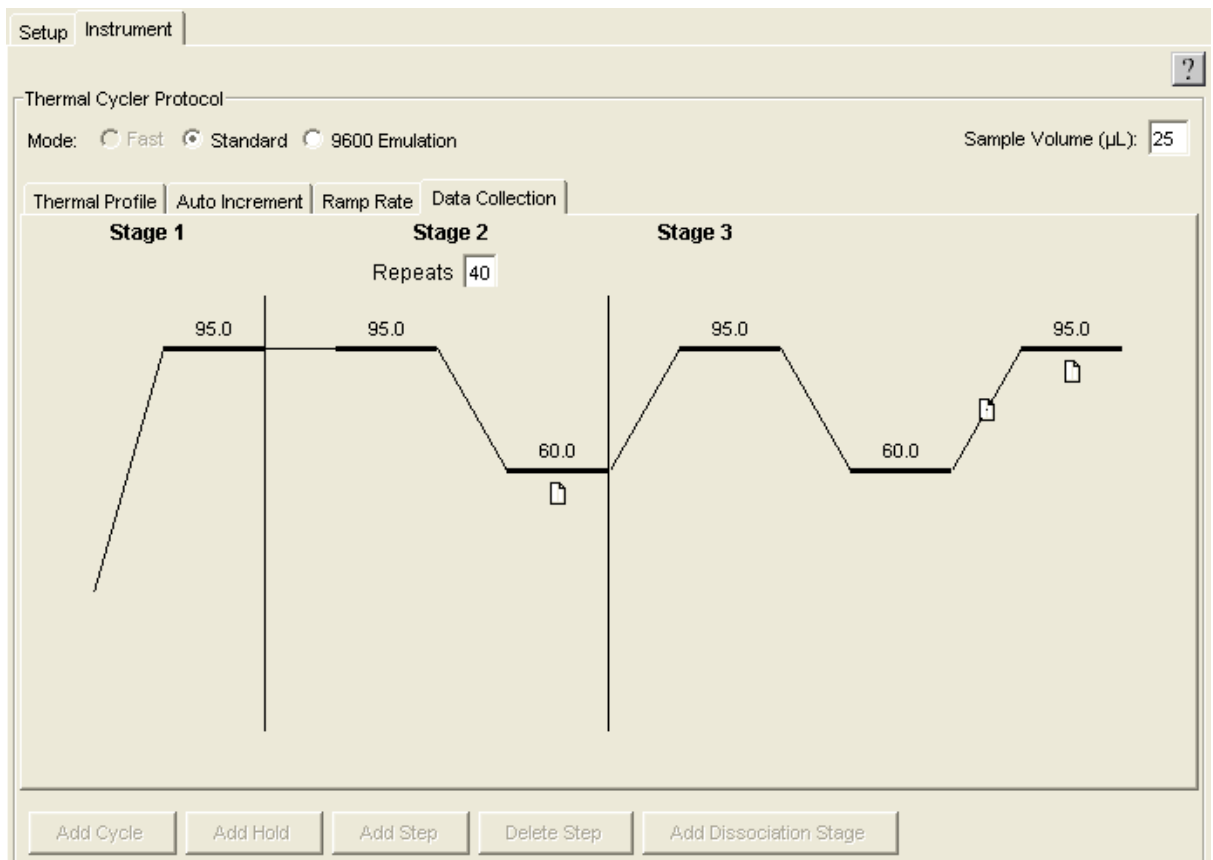 Setup Instrument
?
Thermal Cycler Protocol
Mode: Fast Standard 9600 Emulation Sample Volume (µL): 25
Thermal Profile Auto Increment Ramp Rate Data Collection
Stage 1 Stage 2 Stage 3
Repeats 40
95.0 95.0 95.0 95.0
60.0 60.0
Add Cycle Add Hold Add Step Delete Step Add Dissociation Stage